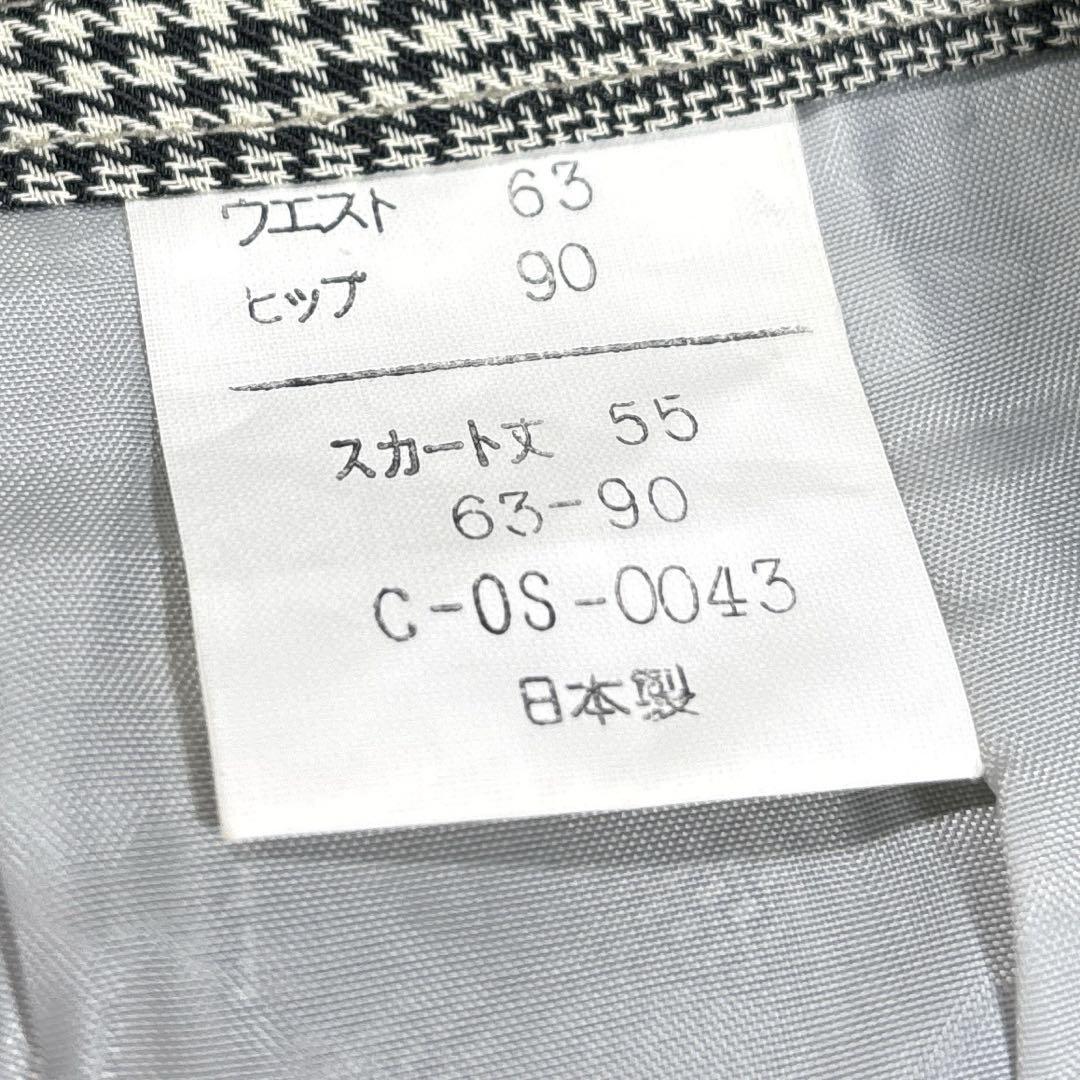 ウエスト 63
ヒップ 90
スカート丈 55
63-90
C-OS-0043
日本製